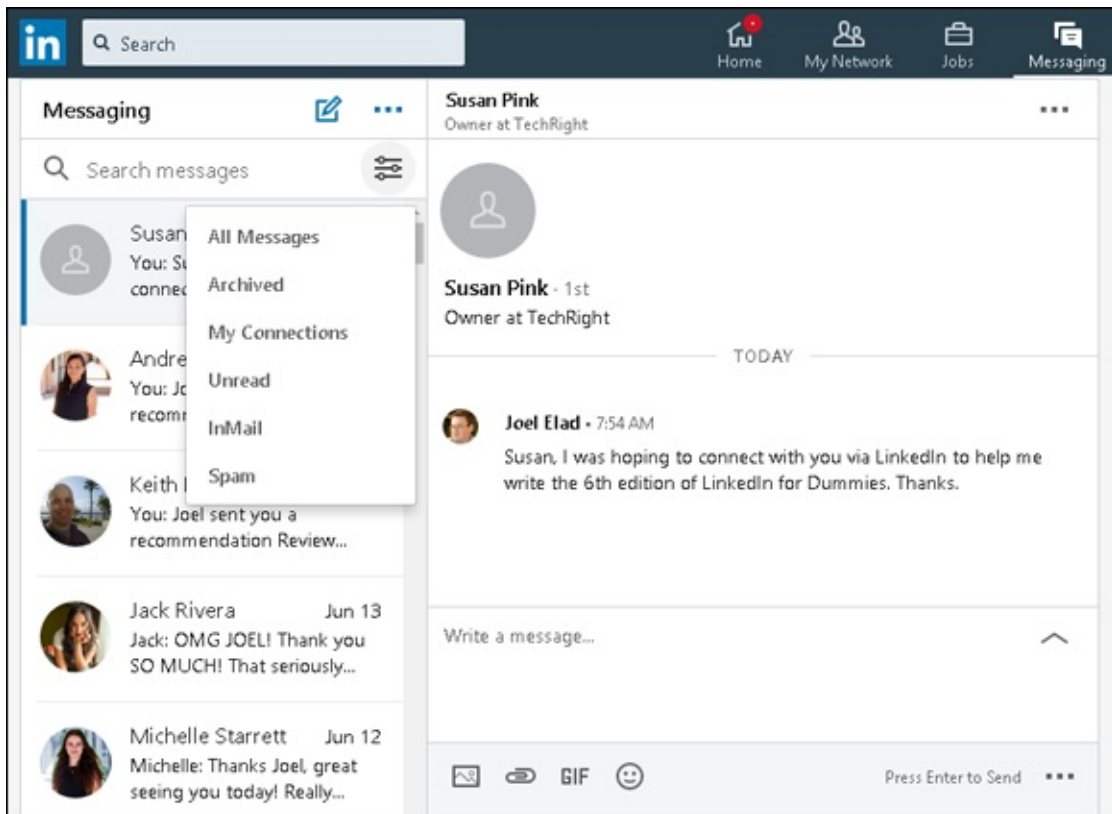 in
Search
Home
My Network
Jobs
Messaging
Messaging
Search messages
All Messages
Archived
My Connections
Unread
InMail
Spam
Susan
You:
Andre
You:
Keith
You: Joel sent you a
recommendation Review...
Jack Rivera Jun 13
Jack: OMG JOEL! Thank you
SO MUCH! That seriously...
Michelle Starrett Jun 12
Michelle: Thanks Joel, great
seeing you today! Really...
Susan Pink
Owner at TechRight
Susan Pink · 1st
Owner at TechRight
TODAY
Joel Elad • 7:54 AM
Susan, I was hoping to connect with you via LinkedIn to help me
write the 6th edition of LinkedIn for Dummies. Thanks.
Write a message...
GIF
Press Enter to Send